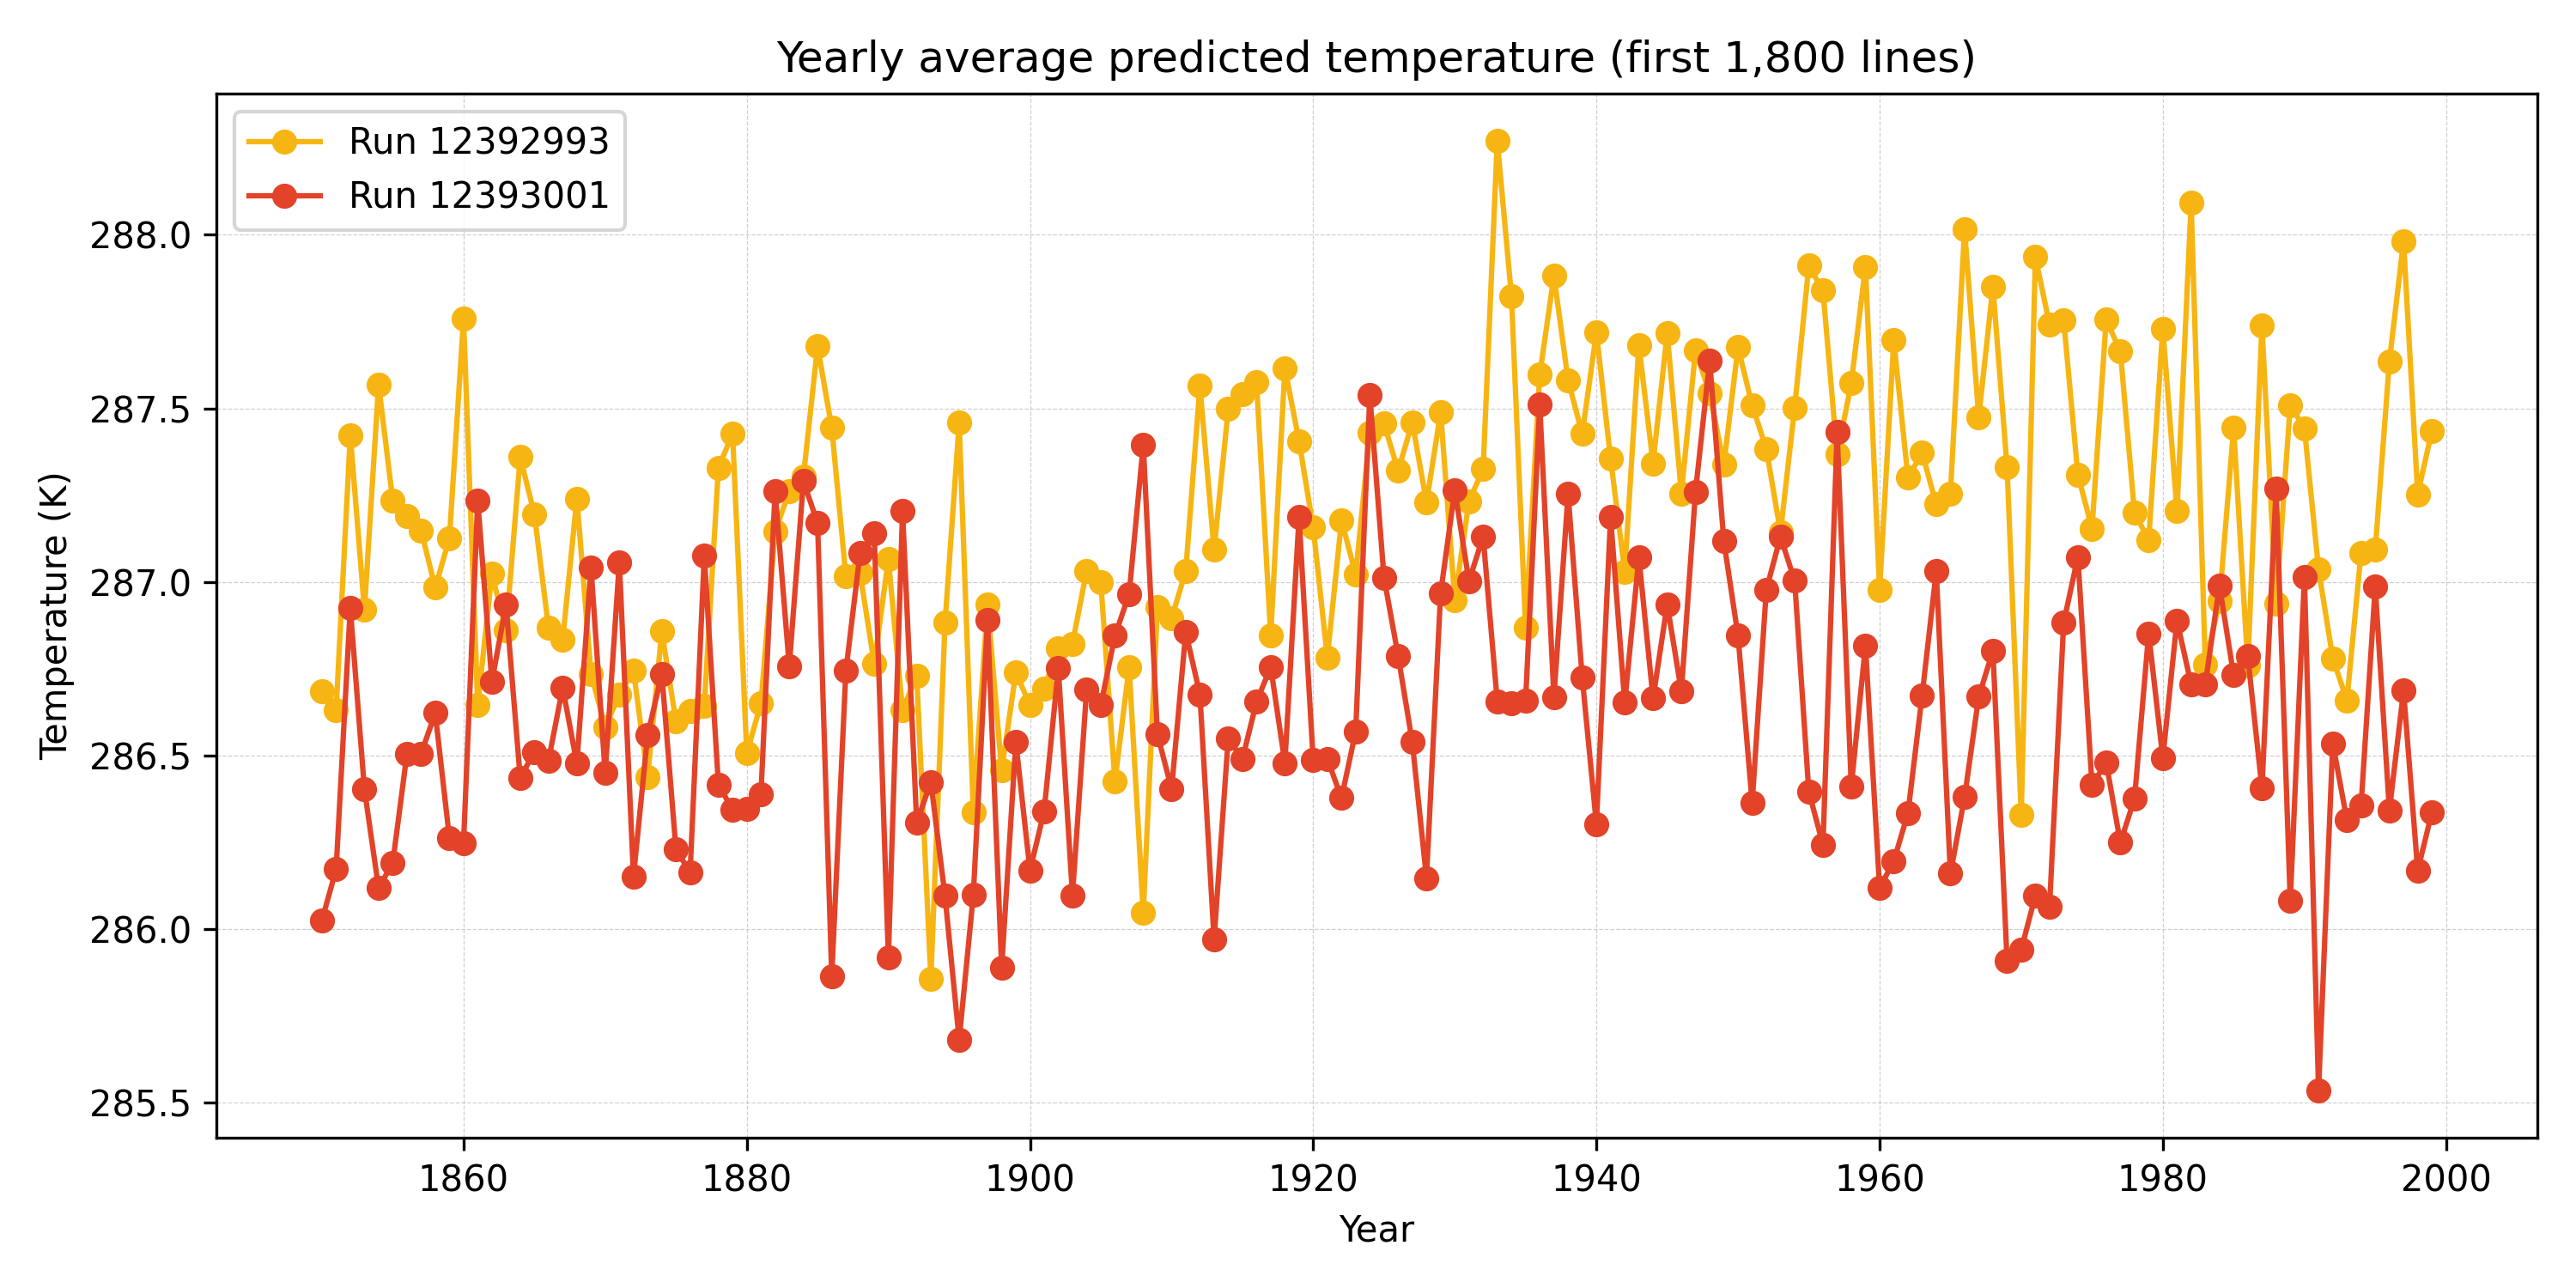 Yearly average predicted temperature (first 1,800 lines)
Run 12392993
Run 12393001
288.0
287.5
287.0
286.5
286.0
285.5
Temperature (K)
1860 1880 1900 1920 1940 1960 1980 2000
Year